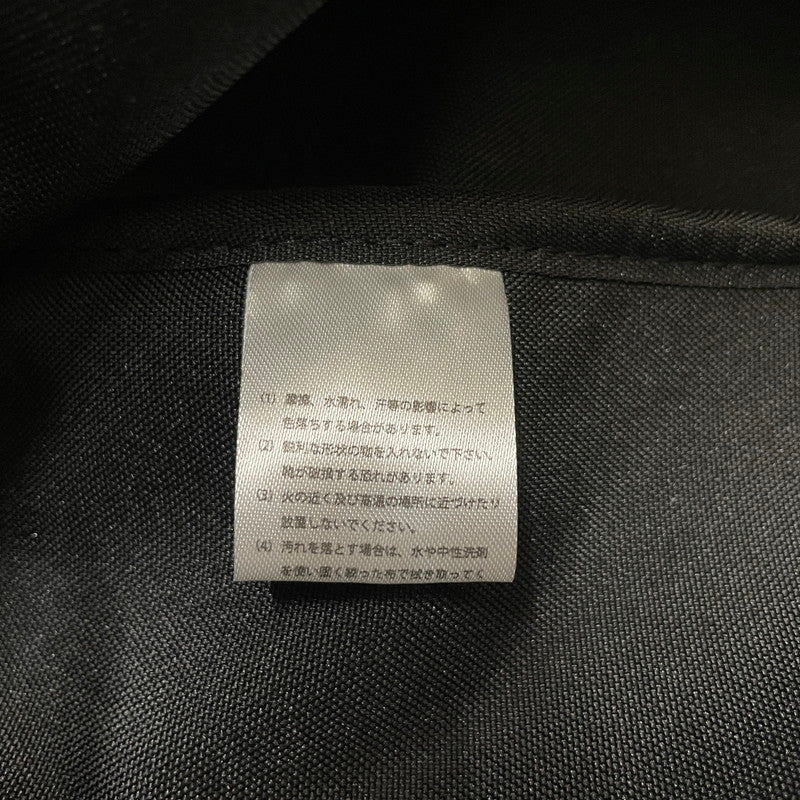 (1) 摩擦、水濡れ、汗等の影響によって
色落ちする場合があります。
(2) 鋭利な形状の物を入れないで下さい。
鞄が破損する恐れがあります。
(3) 火の近く及び高温の場所に近づけたり
放置しないでください。
(4) 汚れを落とす場合は、水や中性洗剤
を使い固く絞った布で拭き取ってく